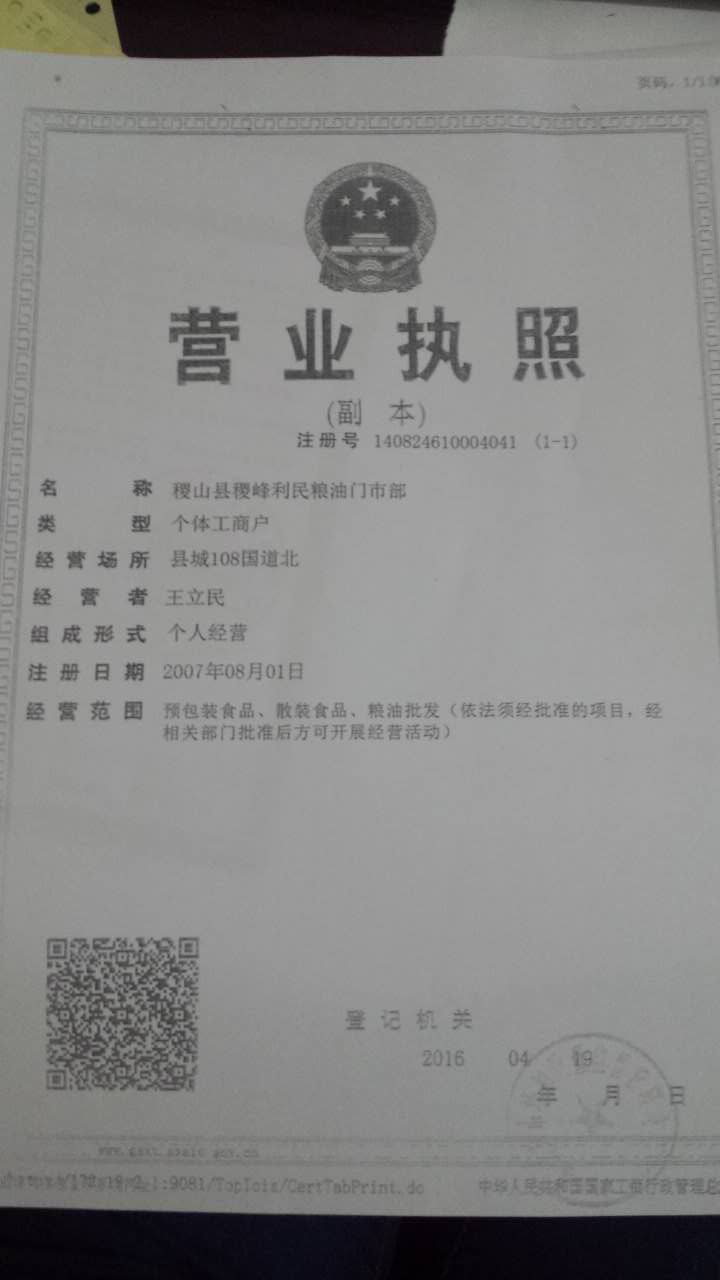 页码, 1/1
营业执照
(副 本)
注册号 140824610004041 (1-1)
名 称 稷山县稷峰利民粮油门市部
类 型 个体工商户
经营场所 县城108国道北
经 营 者 王立民
组成形式 个人经营
注册日期 2007年08月01日
经营范围 预包装食品、散装食品、粮油批发（依法须经批准的项目，经
相关部门批准后方可开展经营活动）
登记机关
2016 04 19
年 月 日
:9081/TopIcis/CertTabPrint.do
中华人民共和国国家工商行政管理总